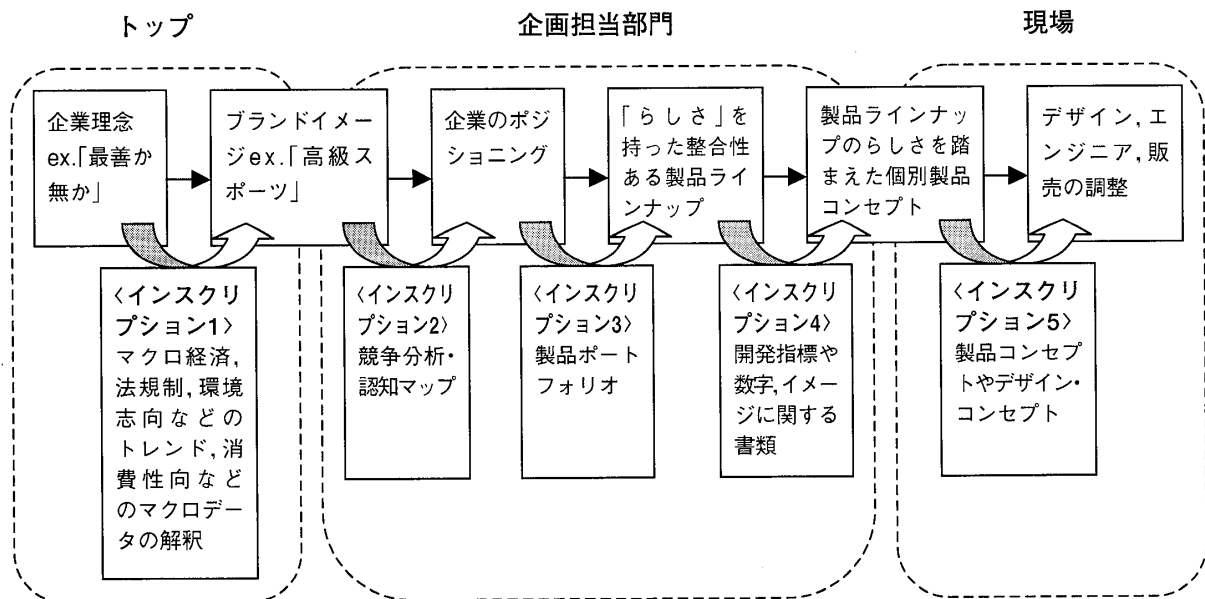 トップ
企画担当部門
現場
企業理念
ex.「最善か
無か」
ブランドイメー
ジex.「高級ス
ポーツ」
企業のポジ
ショニング
「らしさ」を
持った整合性
ある製品ライ
ンナップ
製品ラインナッ
プのらしさを踏
まえた個別製品
コンセプト
デザイン,エ
ンジニア,販
売の調整
〈インスクリ
プション1〉
マクロ経済,
法規制,環境
志向などの
トレンド,消
費性向など
のマクロデー
タの解釈
〈インスクリ
プション2〉
競争分析・
認知マップ
〈インスクリ
プション3〉
製品ポート
フォリオ
〈インスクリ
プション4〉
開発指標や
数字,イメー
ジに関する
書類
〈インスクリ
プション5〉
製品コンセプ
トやデザイン・
コンセプト